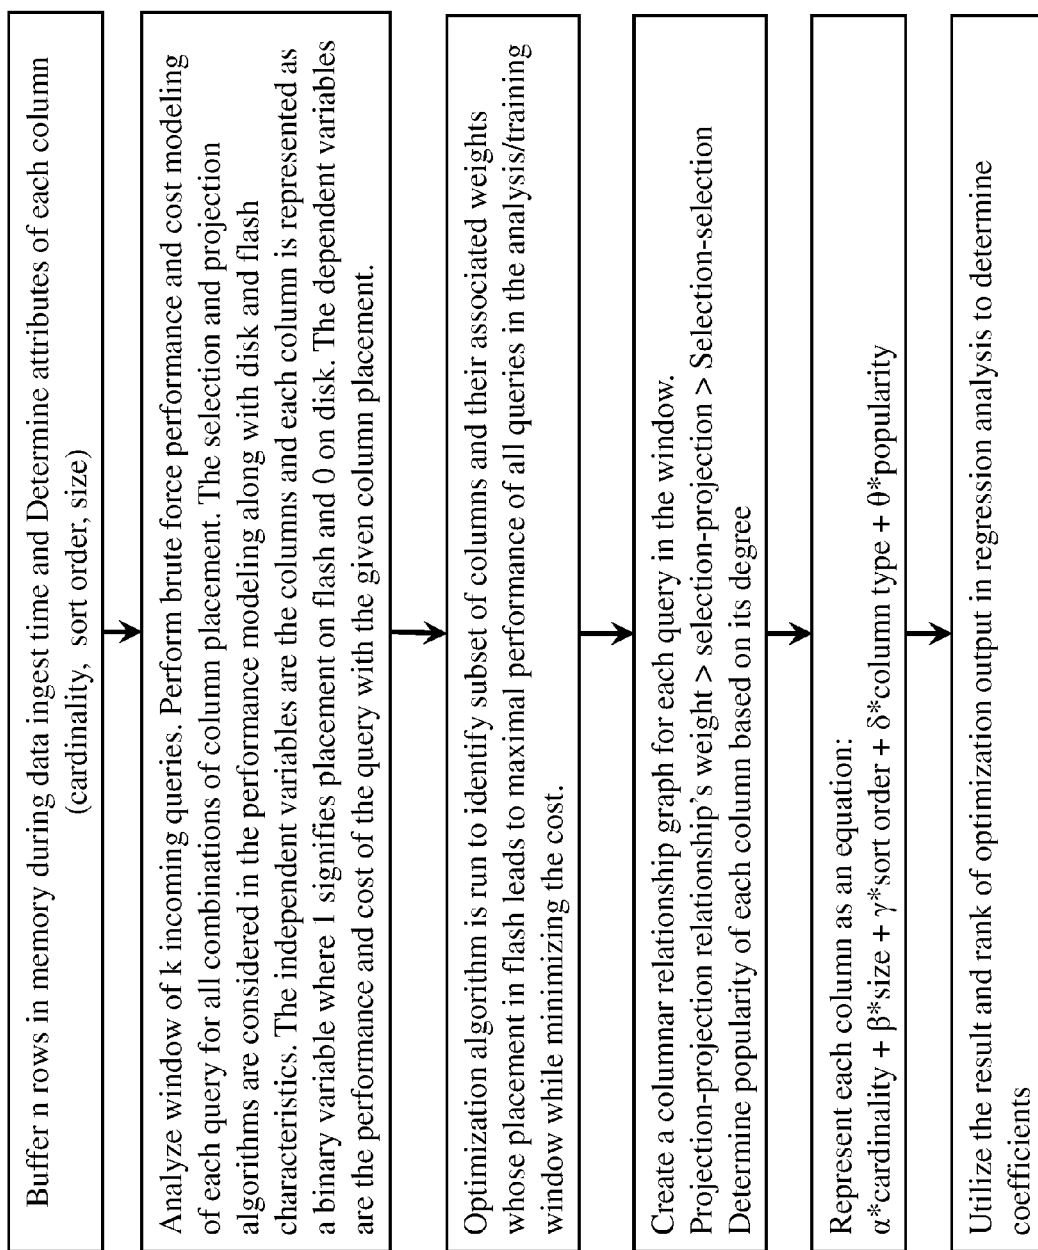 Buffer n rows in memory during data ingest time and Determine attributes of each column
(cardinality, sort order, size)
Analyze window of k incoming queries. Perform brute force performance and cost modeling
of each query for all combinations of column placement. The selection and projection
algorithms are considered in the performance modeling along with disk and flash
characteristics. The independent variables are the columns and each column is represented as
a binary variable where 1 signifies placement on flash and 0 on disk. The dependent variables
are the performance and cost of the query with the given column placement.
Optimization algorithm is run to identify subset of columns and their associated weights
whose placement in flash leads to maximal performance of all queries in the analysis/training
window while minimizing the cost.
Create a columnar relationship graph for each query in the window.
Projection-projection relationship's weight > selection-projection > Selection-selection
Determine popularity of each column based on its degree
Represent each column as an equation:
α*cardinality + β*size + γ*sort order + δ*column type + θ*popularity
Utilize the result and rank of optimization output in regression analysis to determine
coefficients